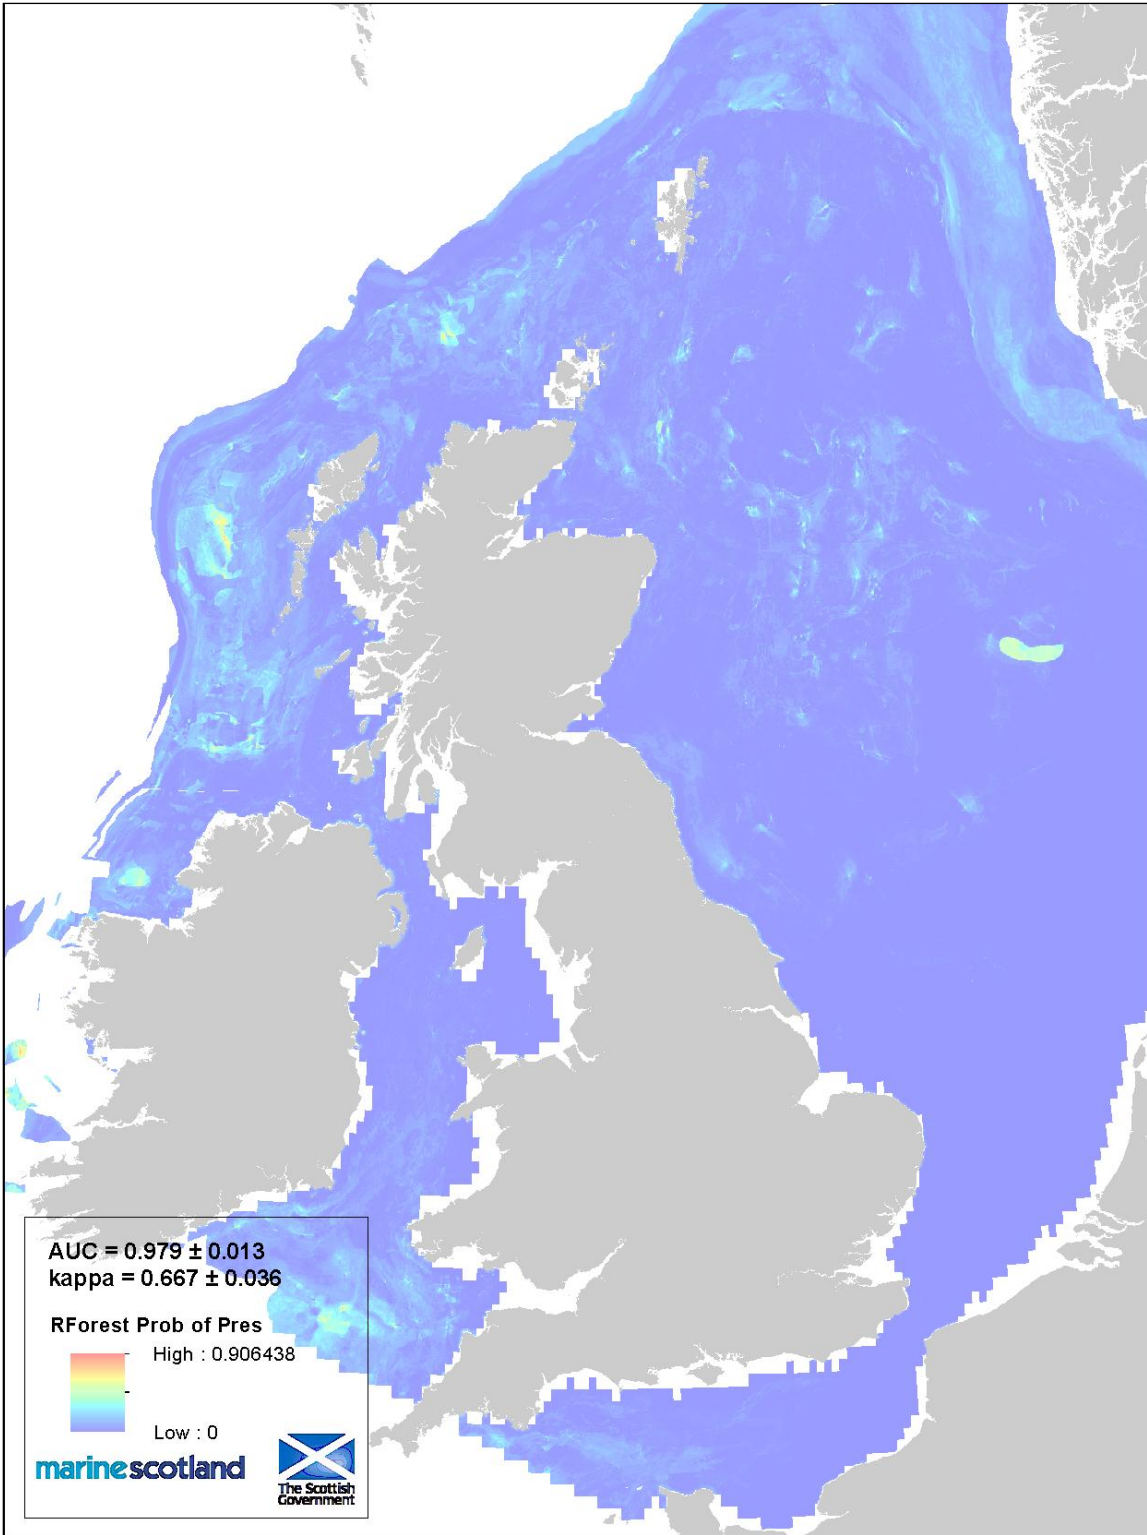 AUC = 0.979 ± 0.013
kappa = 0.667 ± 0.036
RForest Prob of Pres
High : 0.906438
Low : 0
marinescotland
The Scottish
Government